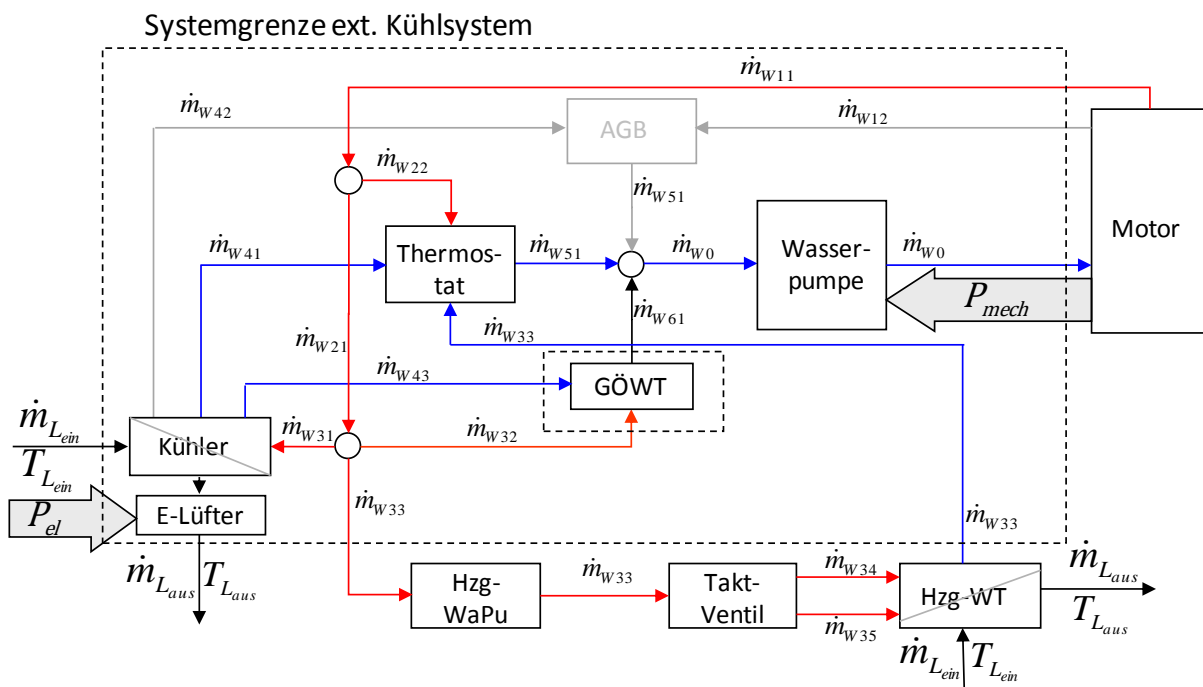 Systemgrenze ext. Kühlsystem
ṁW11
ṁW42
ṁW12
AGB
ṁW22
ṁW51
Motor
ṁW41
Thermos-
tat
ṁW51
ṁW0
Wasser-
pumpe
ṁW0
Pmech
ṁW61
ṁW33
ṁW21
ṁW43
GÖWT
ṁLein
TLein
Kühler
ṁW31
ṁW32
Pel
E-Lüfter
ṁW33
ṁW33
ṁLaus
TLaus
Hzg-
WaPu
ṁW33
Takt-
Ventil
ṁW34
ṁW35
Hzg-WT
ṁLaus
TLaus
ṁLein
TLein